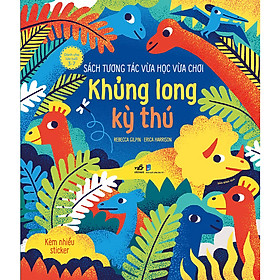 SÁCH TƯƠNG TÁC VỪA HỌC VỪA CHƠI
Khủng long
kỳ thú
REBECCA GILPIN
ERICA HARRISON
Kèm nhiều
sticker